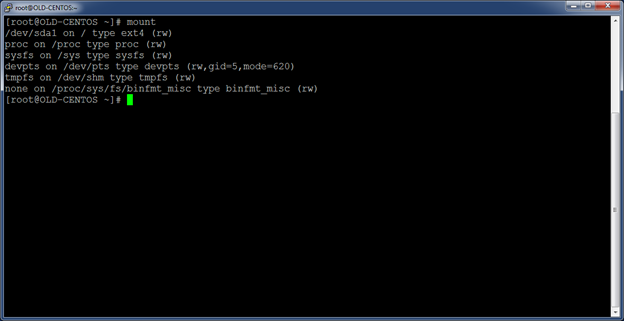 root@OLD-CENTOS:~
[root@OLD-CENTOS ~]# mount
/dev/sda1 on / type ext4 (rw)
proc on /proc type proc (rw)
sysfs on /sys type sysfs (rw)
devpts on /dev/pts type devpts (rw,gid=5,mode=620)
tmpfs on /dev/shm type tmpfs (rw)
none on /proc/sys/fs/binfmt_misc type binfmt_misc (rw)
[root@OLD-CENTOS ~]#